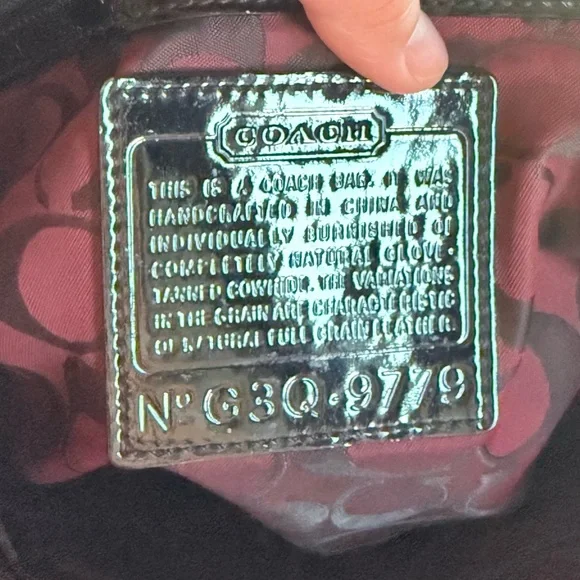 COACH
THIS IS A COACH BAG. IT WAS
HANDCRAFTED IN CHINA AND
INDIVIDUALLY BURNISHED OF
COMPLETELY NATURAL GLOVE-
TANNED COWHIDE. THE VARIATIONS
IN THE GRAIN ARE CHARACTERISTIC
OF NATURAL FULL GRAIN LEATHER.
No G3Q-9779